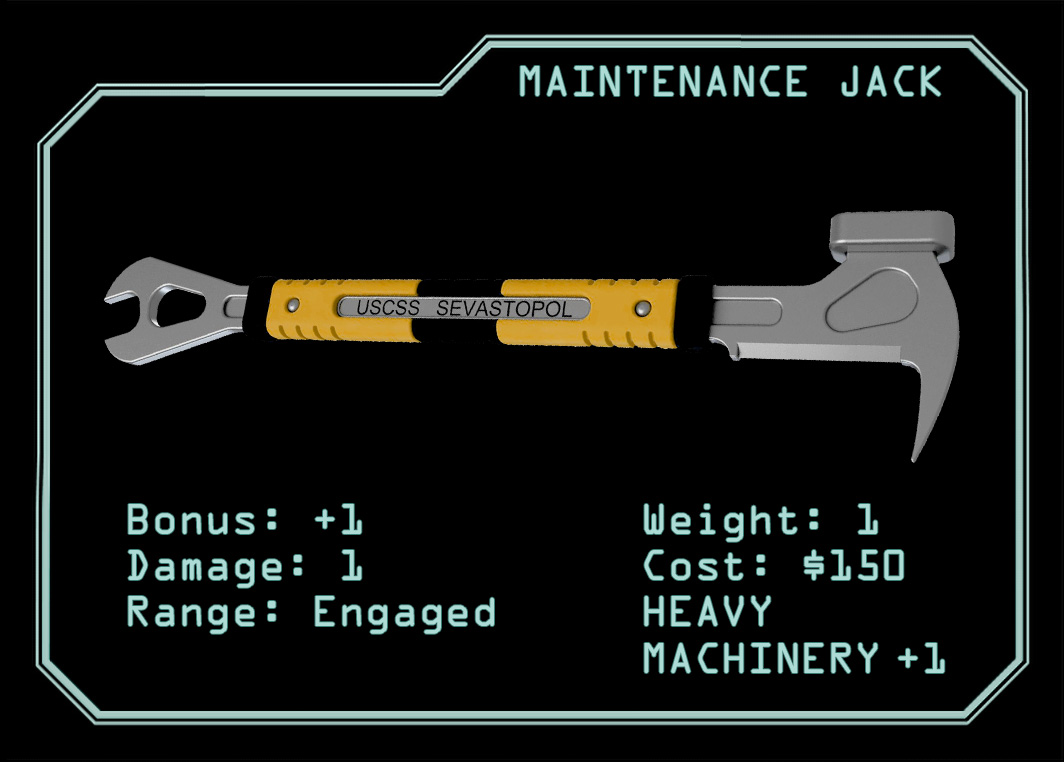 MAINTENANCE JACK
USCSS SEVASTOPOL
Bonus: +1
Damage: 1
Range: Engaged
Weight: 1
Cost: $150
HEAVY
MACHINERY +1